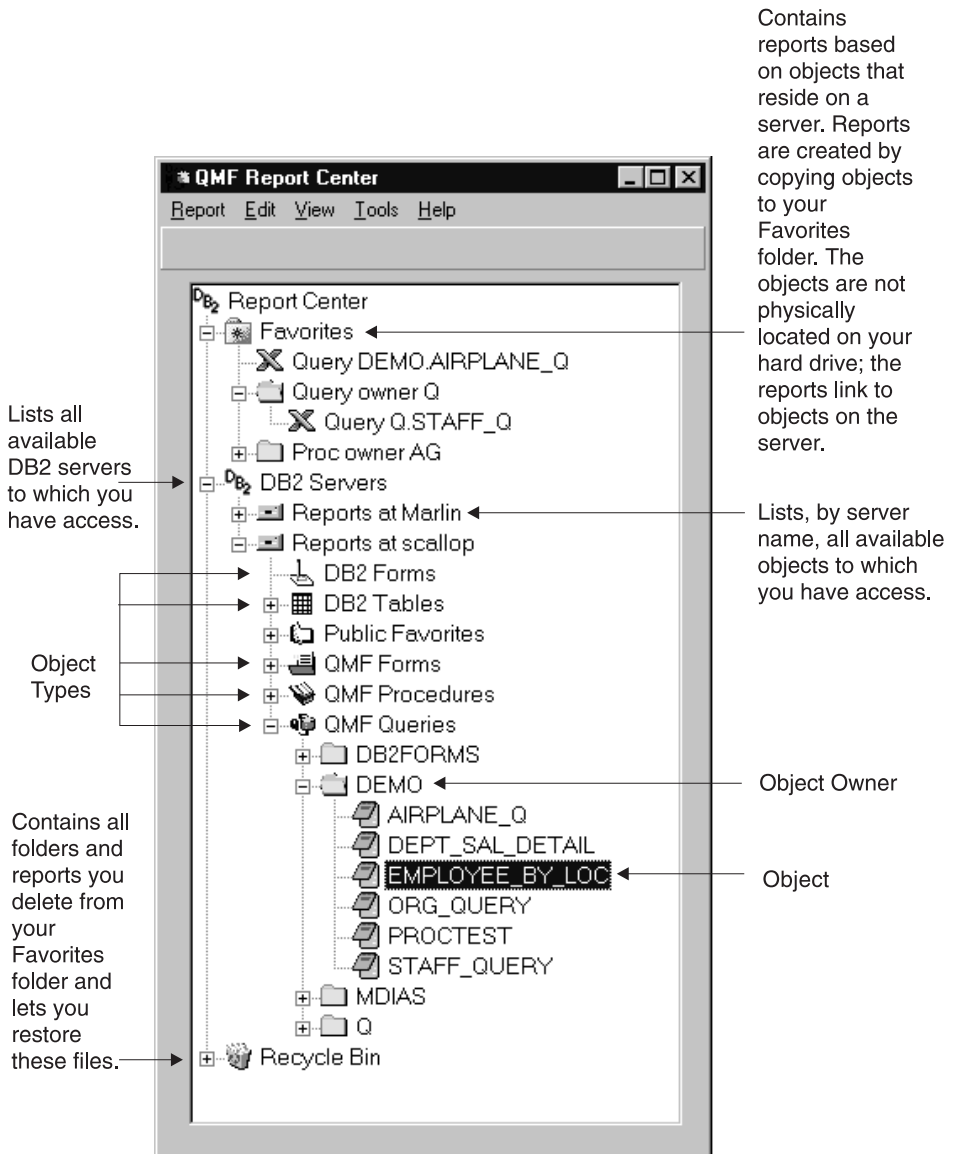 Contains
reports based
on objects that
reside on a
server. Reports
are created by
copying objects
to your
Favorites
folder. The
objects are not
physically
located on your
hard drive; the
reports link to
objects on the
server.
QMF Report Center
Report Edit View Tools Help
DB2 Report Center
Favorites
Query DEMO.AIRPLANE_Q
Query owner Q
Query Q.STAFF_Q
Proc owner AG
Lists all
available
DB2 servers
to which you
have access.
DB2 DB2 Servers
Reports at Marlin
Reports at scallop
Lists, by server
name, all available
objects to which
you have access.
DB2 Forms
DB2 Tables
Public Favorites
QMF Forms
QMF Procedures
QMF Queries
Object
Types
DB2FORMS
DEMO
Object Owner
AIRPLANE_Q
DEPT_SAL_DETAIL
EMPLOYEE_BY_LOC
Object
ORG_QUERY
PROCTEST
STAFF_QUERY
MDIAS
Q
Contains all
folders and
reports you
delete from
your
Favorites
folder and
lets you
restore
these files.
Recycle Bin